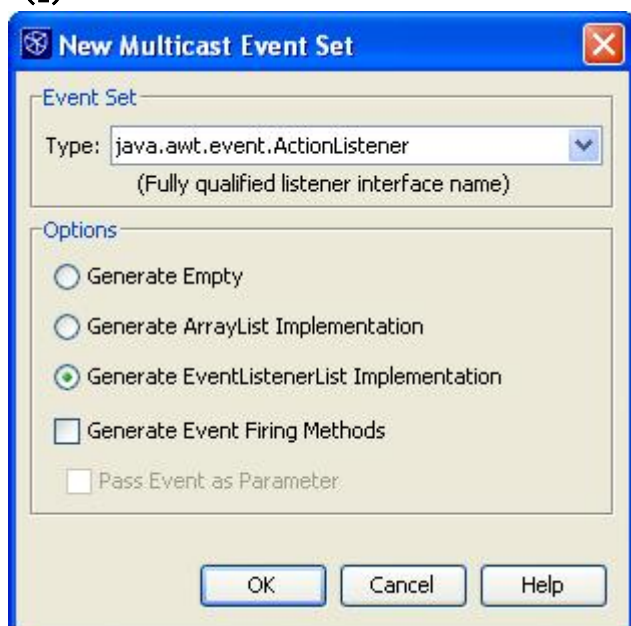 New Multicast Event Set
Event Set
Type: java.awt.event.ActionListener
(Fully qualified listener interface name)
Options
Generate Empty
Generate ArrayList Implementation
Generate EventListenerList Implementation
Generate Event Firing Methods
Pass Event as Parameter
OK Cancel Help